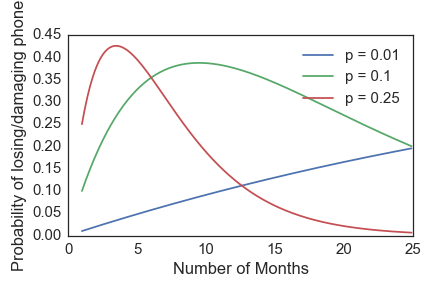 Probability of losing/damaging phone
0.45
0.40
0.35
0.30
0.25
0.20
0.15
0.10
0.05
0.00
p = 0.01
p = 0.1
p = 0.25
0 5 10 15 20 25
Number of Months